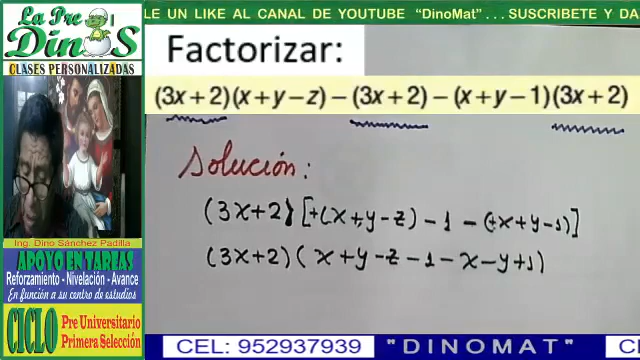 La Pre
DinoS
CLASES PERSONALIZADAS
LE UN LIKE AL CANAL DE YOUTUBE "DinoMat" . . . SUSCRIBETE Y DA
Factorizar:
(3x+2)(x+y−z)−(3x+2)−(x+y−1)(3x+2)
Solución:
(3x+2) [+(x+y−z) −1 −(+x+y−1)]
(3x+2) ( x+y−z−1−x−y+1)
Ing. Dino Sánchez Padilla
APOYO EN TAREAS
Reforzamiento - Nivelación - Avance
En función a su centro de estudios
CICLO Pre Universitario
Primera Selección
CEL: 952937939 "DINOMAT" C